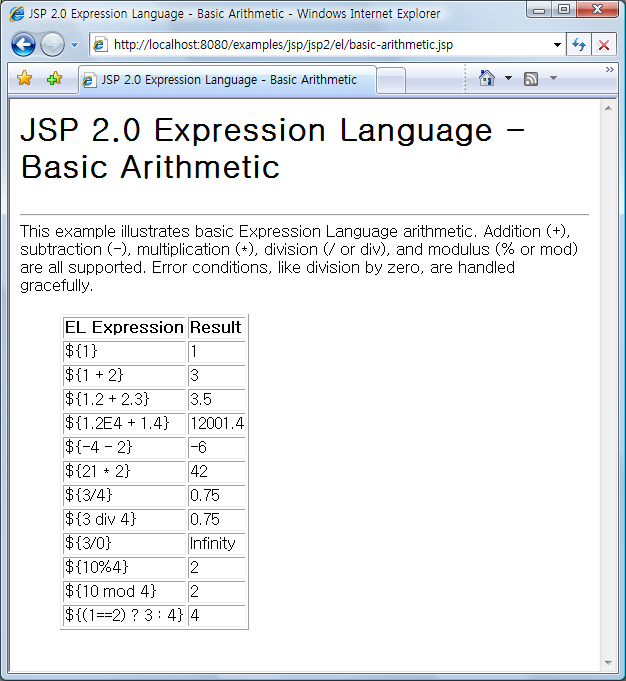 JSP 2.0 Expression Language - Basic Arithmetic - Windows Internet Explorer
http://localhost:8080/examples/jsp/jsp2/el/basic-arithmetic.jsp
JSP 2.0 Expression Language - Basic Arithmetic
JSP 2.0 Expression Language -
Basic Arithmetic
This example illustrates basic Expression Language arithmetic. Addition (+),
subtraction (-), multiplication (*), division (/ or div), and modulus (% or mod)
are all supported. Error conditions, like division by zero, are handled
gracefully.
EL Expression Result
${1} 1
${1 + 2} 3
${1.2 + 2.3} 3.5
${1.2E4 + 1.4} 12001.4
${-4 - 2} -6
${21 * 2} 42
${3/4} 0.75
${3 div 4} 0.75
${3/0} Infinity
${10%4} 2
${10 mod 4} 2
${(1==2) ? 3 : 4} 4